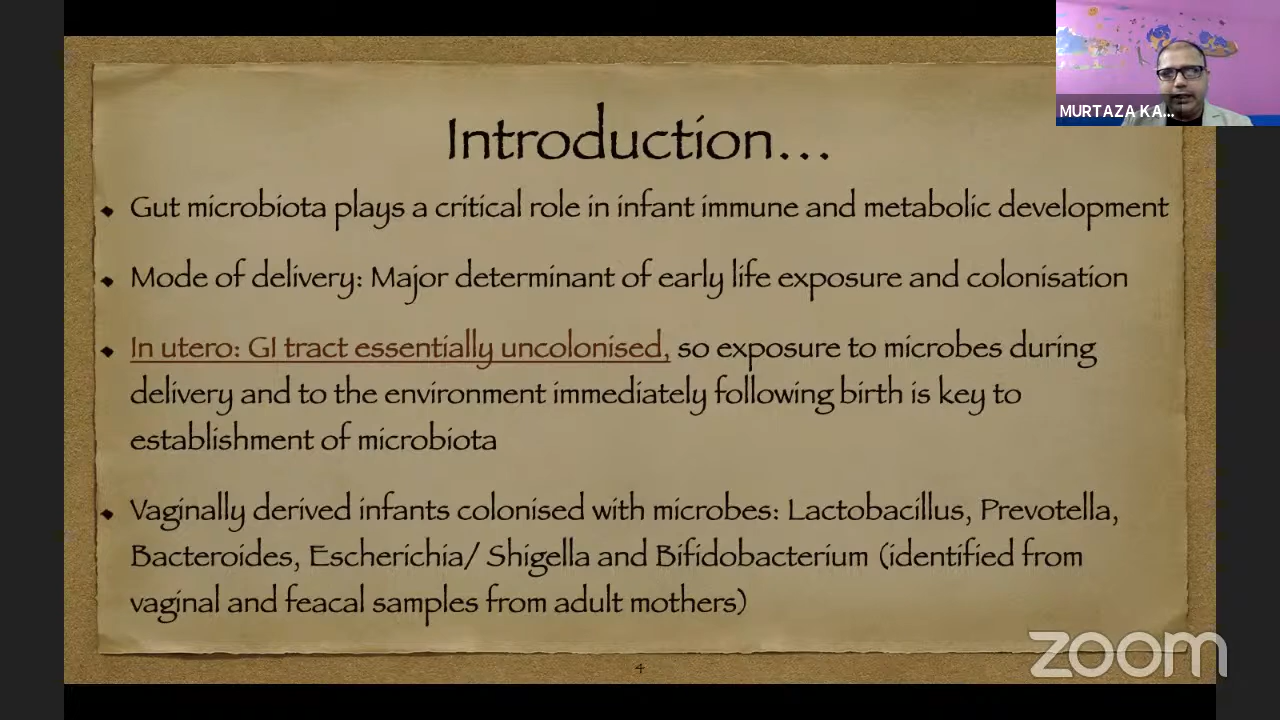 MURTAZA KA...
Introduction...
Gut microbiota plays a critical role in infant immune and metabolic development
Mode of delivery: Major determinant of early life exposure and colonisation
In utero: GI tract essentially uncolonised, so exposure to microbes during
delivery and to the environment immediately following birth is key to
establishment of microbiota
Vaginally derived infants colonised with microbes: Lactobacillus, Prevotella,
Bacteroides, Escherichia/ Shigella and Bifidobacterium (identified from
vaginal and feacal samples from adult mothers)
zoom
4